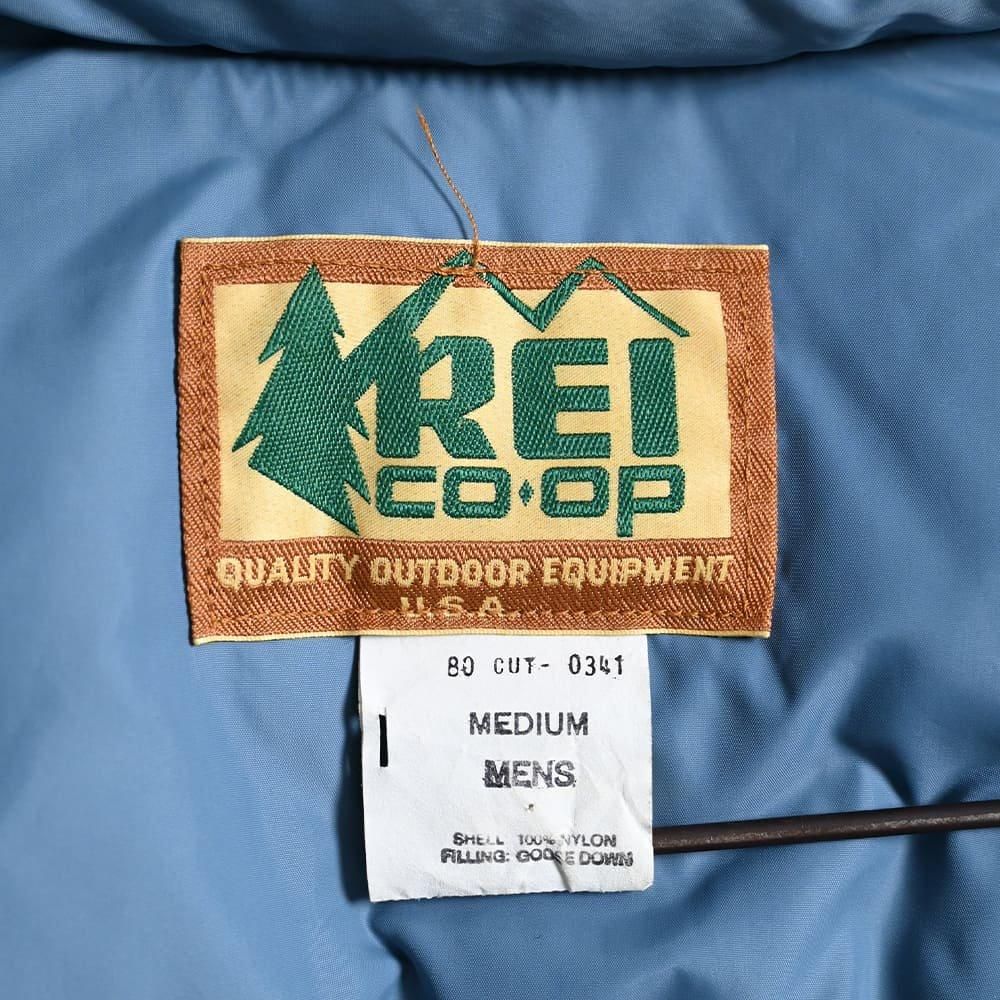 REI
CO·OP
QUALITY OUTDOOR EQUIPMENT
U.S.A.
80 CUT- 0341
MEDIUM
MENS
SHELL: 100% NYLON
FILLING: GOOSE DOWN